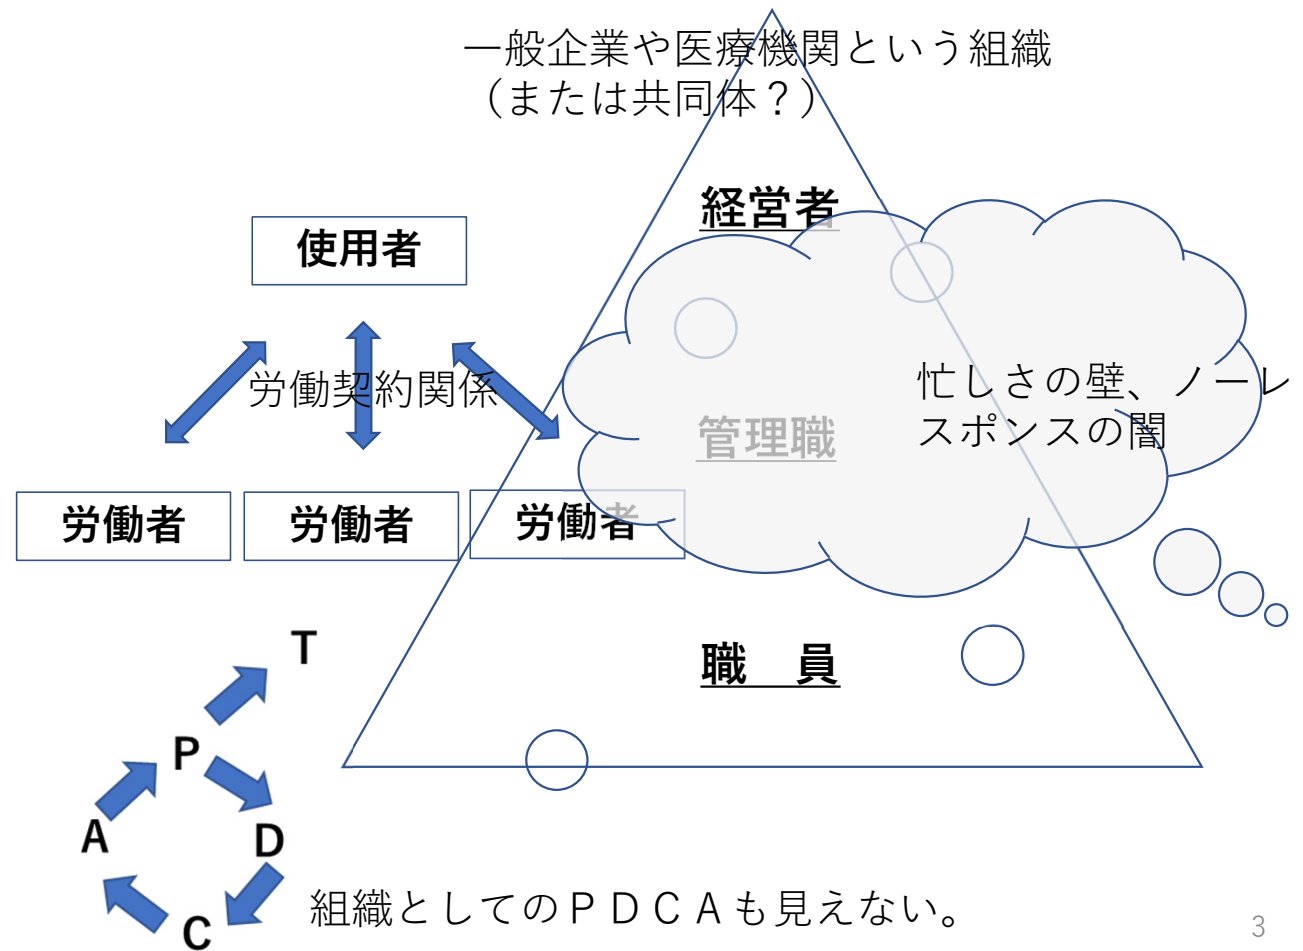 一般企業や医療機関という組織
（または共同体？）
経営者
使用者
労働契約関係
忙しさの壁、ノーレ
スポンスの闇
管理職
労働者
労働者
労働者
T
職　員
P
A
D
C
組織としてのＰＤＣＡも見えない。
3